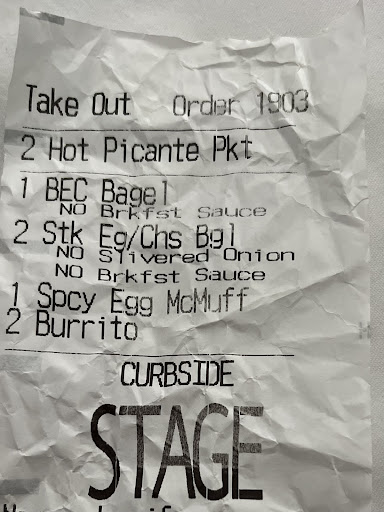 Take Out Order 1903
2 Hot Picante Pkt
1 BEC Bagel
NO Brkfst Sauce
2 Stk Eg/Chs Bgl
NO Slivered Onion
NO Brkfst Sauce
1 Spcy Egg McMuff
2 Burrito
CURBSIDE
STAGE